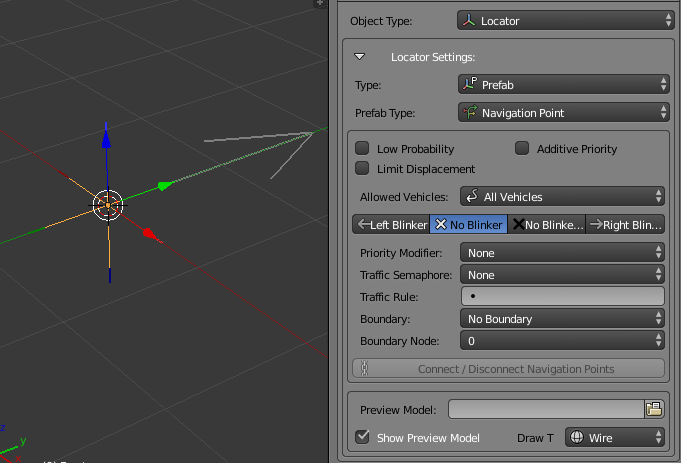 Object Type: Locator
Locator Settings:
Type: Prefab
Prefab Type: Navigation Point
Low Probability Additive Priority
Limit Displacement
Allowed Vehicles: All Vehicles
Left Blinker No Blinker No Blinke... Right Blin...
Priority Modifier: None
Traffic Semaphore: None
Traffic Rule:
Boundary: No Boundary
Boundary Node: 0
Connect / Disconnect Navigation Points
Preview Model:
Show Preview Model Draw T Wire
z
y